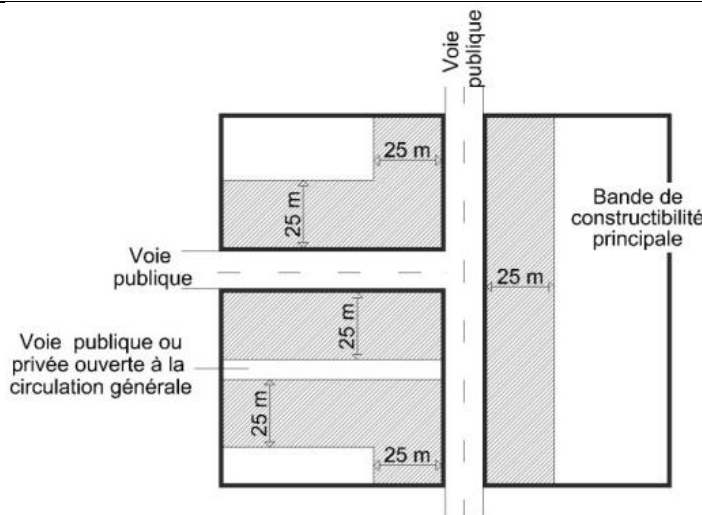 Voie
publique
25 m
25 m
Bande de
constructibilité
principale
Voie
publique
25 m
25 m
Voie publique ou
privée ouverte à la
circulation générale
25 m
25 m